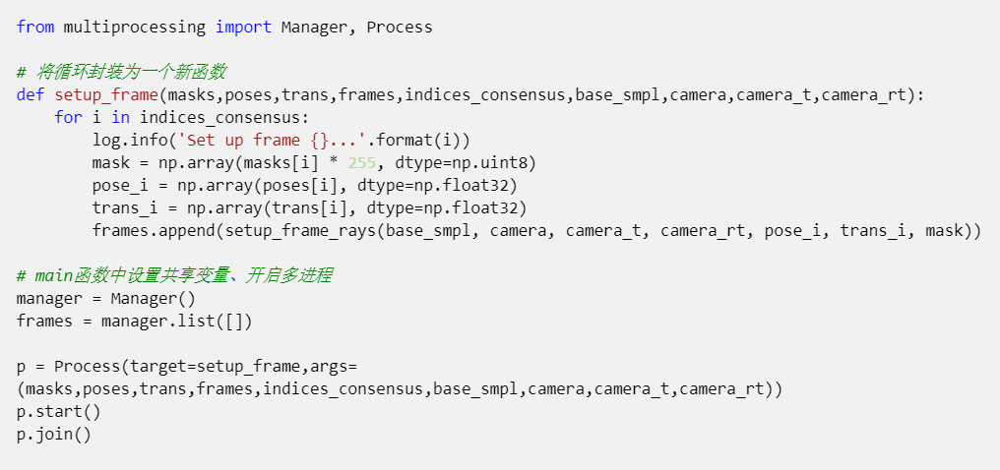 from multiprocessing import Manager, Process
# 将循环封装为一个新函数
def setup_frame(masks,poses,trans,frames,indices_consensus,base_smpl,camera,camera_t,camera_rt):
    for i in indices_consensus:
        log.info('Set up frame {}...'.format(i))
        mask = np.array(masks[i] * 255, dtype=np.uint8)
        pose_i = np.array(poses[i], dtype=np.float32)
        trans_i = np.array(trans[i], dtype=np.float32)
        frames.append(setup_frame_rays(base_smpl, camera, camera_t, camera_rt, pose_i, trans_i, mask))
# main函数中设置共享变量、开启多进程
manager = Manager()
frames = manager.list([])
p = Process(target=setup_frame,args=
(masks,poses,trans,frames,indices_consensus,base_smpl,camera,camera_t,camera_rt))
p.start()
p.join()